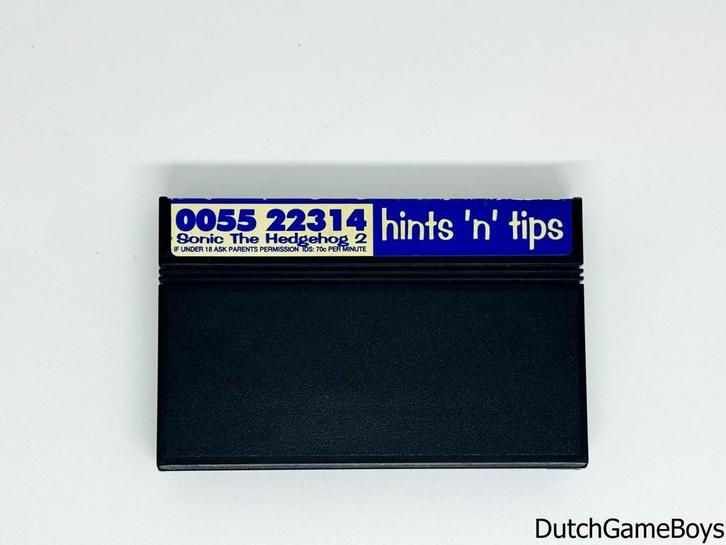 0055 22314
Sonic The Hedgehog 2
IF UNDER 18 ASK PARENTS PERMISSION IDS: 70c PER MINUTE
hints 'n' tips
DutchGameBoys